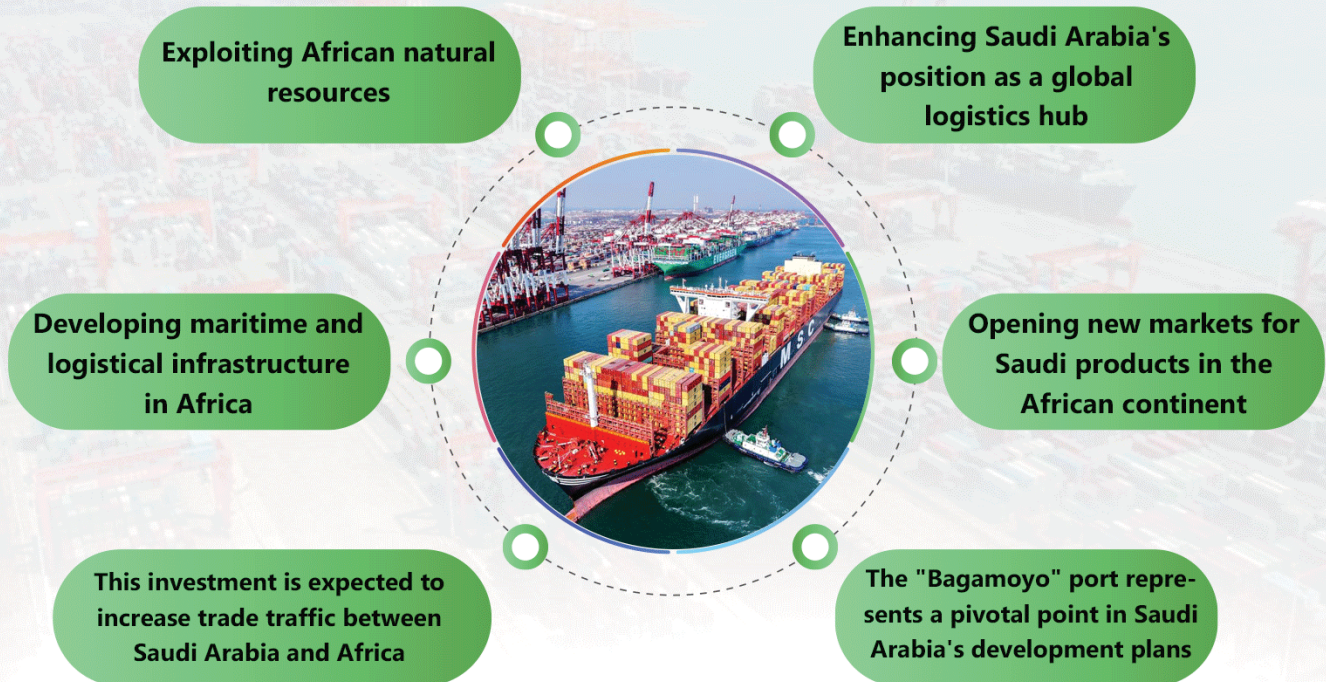 Exploiting African natural
resources
Enhancing Saudi Arabia's
position as a global
logistics hub
Developing maritime and
logistical infrastructure
in Africa
Opening new markets for
Saudi products in the
African continent
This investment is expected to
increase trade traffic between
Saudi Arabia and Africa
The "Bagamoyo" port repre-
sents a pivotal point in Saudi
Arabia's development plans
EVERGREEN
M S C